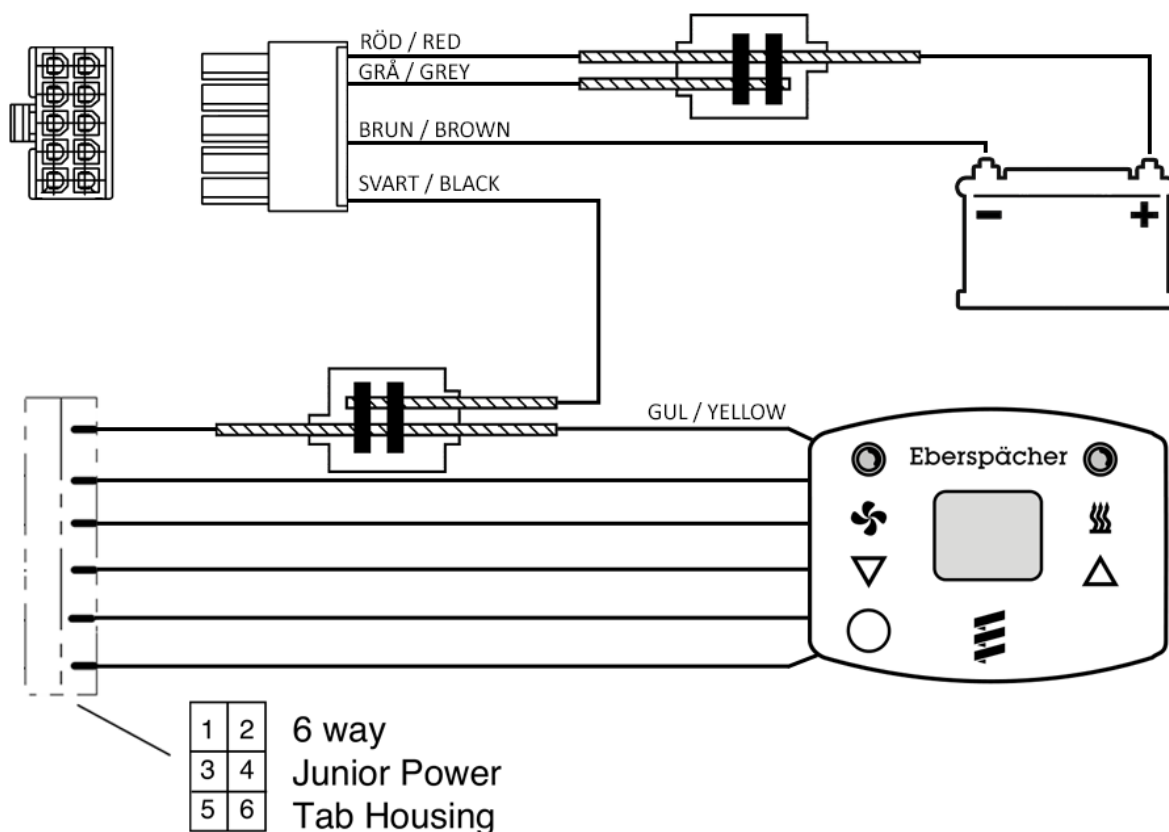 RÖD / RED
GRÅ / GREY
BRUN / BROWN
SVART / BLACK
- +
GUL / YELLOW
Eberspächer
1 2 6 way
3 4 Junior Power
5 6 Tab Housing